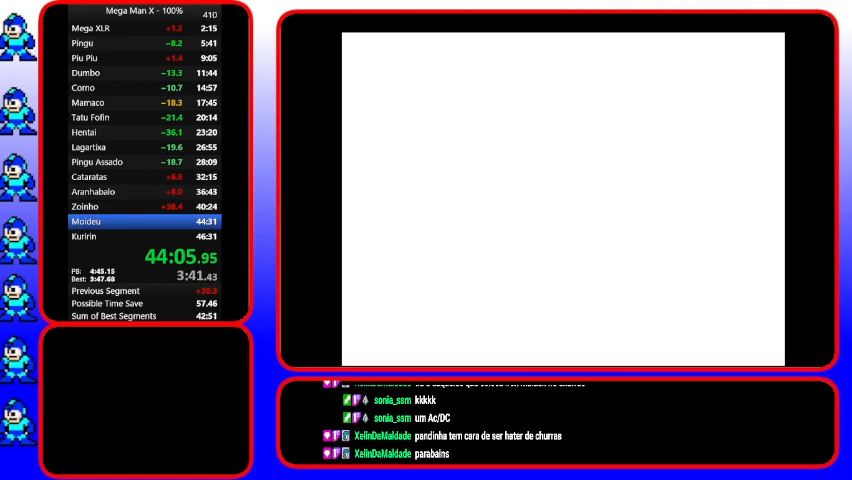 Mega Man X - 100%
410
Mega XLR +1.2 2:15
Pingu -8.2 5:41
Piu Piu +1.4 9:05
Dumbo -13.3 11:44
Corno -10.7 14:57
Mamaco -18.3 17:45
Tatu Fofin -21.4 20:14
Hentai -36.1 23:20
Lagartixa -19.6 26:55
Pingu Assado -18.7 28:09
Cataratas +6.5 32:15
Aranhabalo +8.0 36:43
Zoinho +38.4 40:24
Moideu 44:31
Kuririn 46:31
44:05.95
PB: 4:45.15
Best: 3:47.68
3:41.43
Previous Segment +30.3
Possible Time Save 57.46
Sum of Best Segments 42:51
sonia_ssm kkkkk
sonia_ssm um Ac/DC
XelinDaMaldade pandinha tem cara de ser hater de churras
XelinDaMaldade parabains